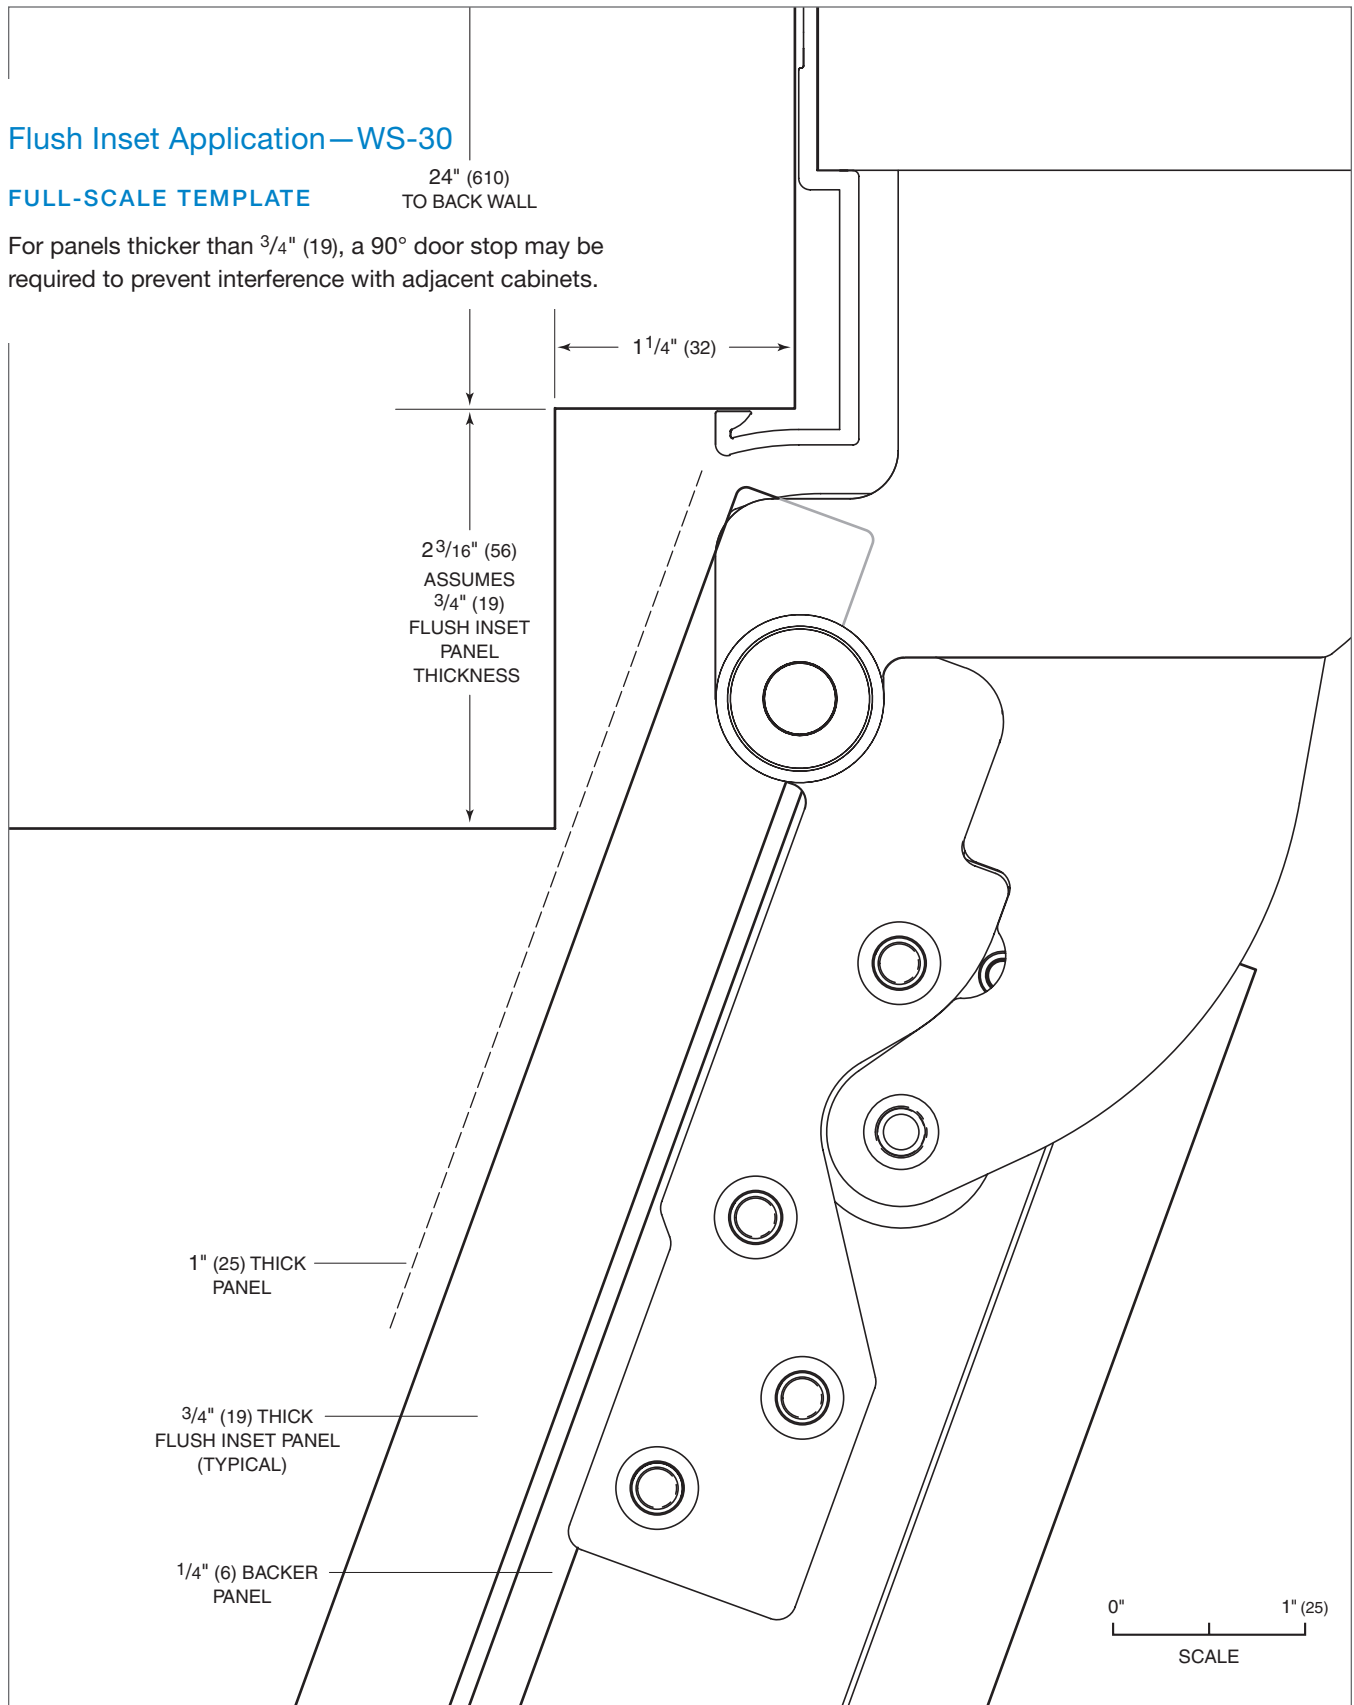 Flush Inset Application—WS-30
FULL-SCALE TEMPLATE
For panels thicker than 3/4" (19), a 90° door stop may be
required to prevent interference with adjacent cabinets.
24" (610)
TO BACK WALL
1 1/4" (32)
2 3/16" (56)
ASSUMES
3/4" (19)
FLUSH INSET
PANEL
THICKNESS
1" (25) THICK
PANEL
3/4" (19) THICK
FLUSH INSET PANEL
(TYPICAL)
1/4" (6) BACKER
PANEL
0" 1" (25)
SCALE